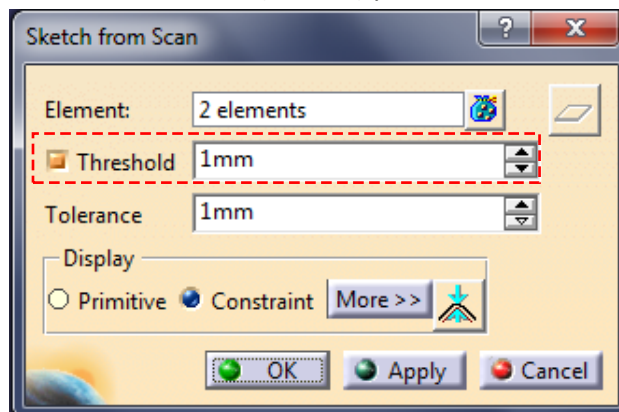 Sketch from Scan ? x
Element: 2 elements
Threshold 1mm
Tolerance 1mm
Display
Primitive Constraint More >>
OK Apply Cancel